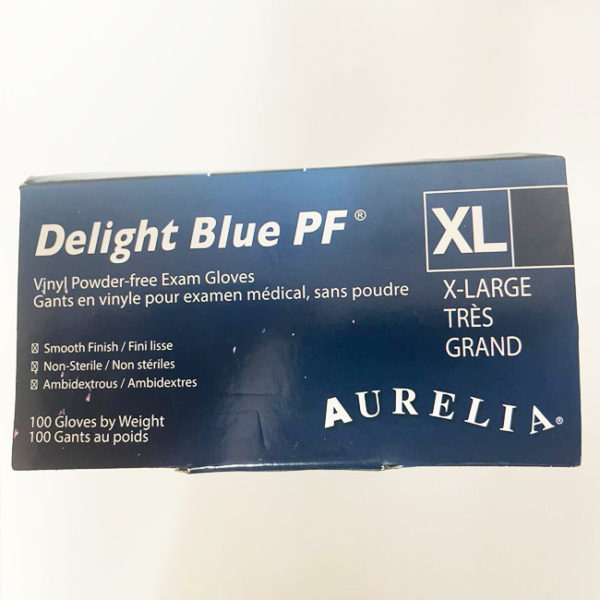 Delight Blue PF®
XL
Vinyl Powder-free Exam Gloves
Gants en vinyle pour examen médical, sans poudre
X-LARGE
TRÈS
GRAND
Smooth Finish / Fini lisse
Non-Sterile / Non stériles
Ambidextrous / Ambidextres
100 Gloves by Weight
100 Gants au poids
AURELIA®